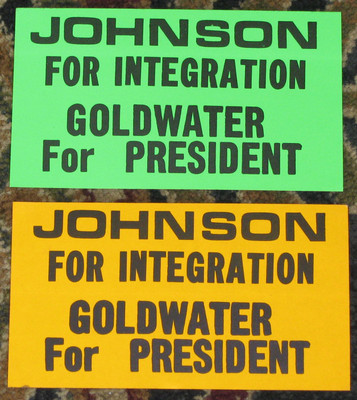 JOHNSON
FOR INTEGRATION
GOLDWATER
For PRESIDENT
JOHNSON
FOR INTEGRATION
GOLDWATER
For PRESIDENT